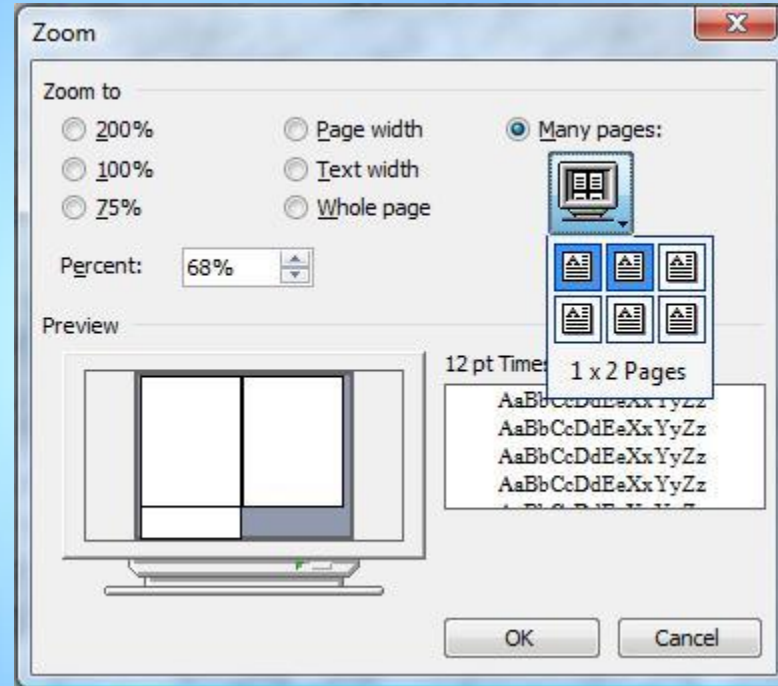 Zoom
Zoom to
200% Page width Many pages:
100% Text width
75% Whole page
Percent: 68%
Preview
1 x 2 Pages
12 pt Times
AaBbCcDdEeXxYyZz
AaBbCcDdEeXxYyZz
AaBbCcDdEeXxYyZz
AaBbCcDdEeXxYyZz
OK Cancel